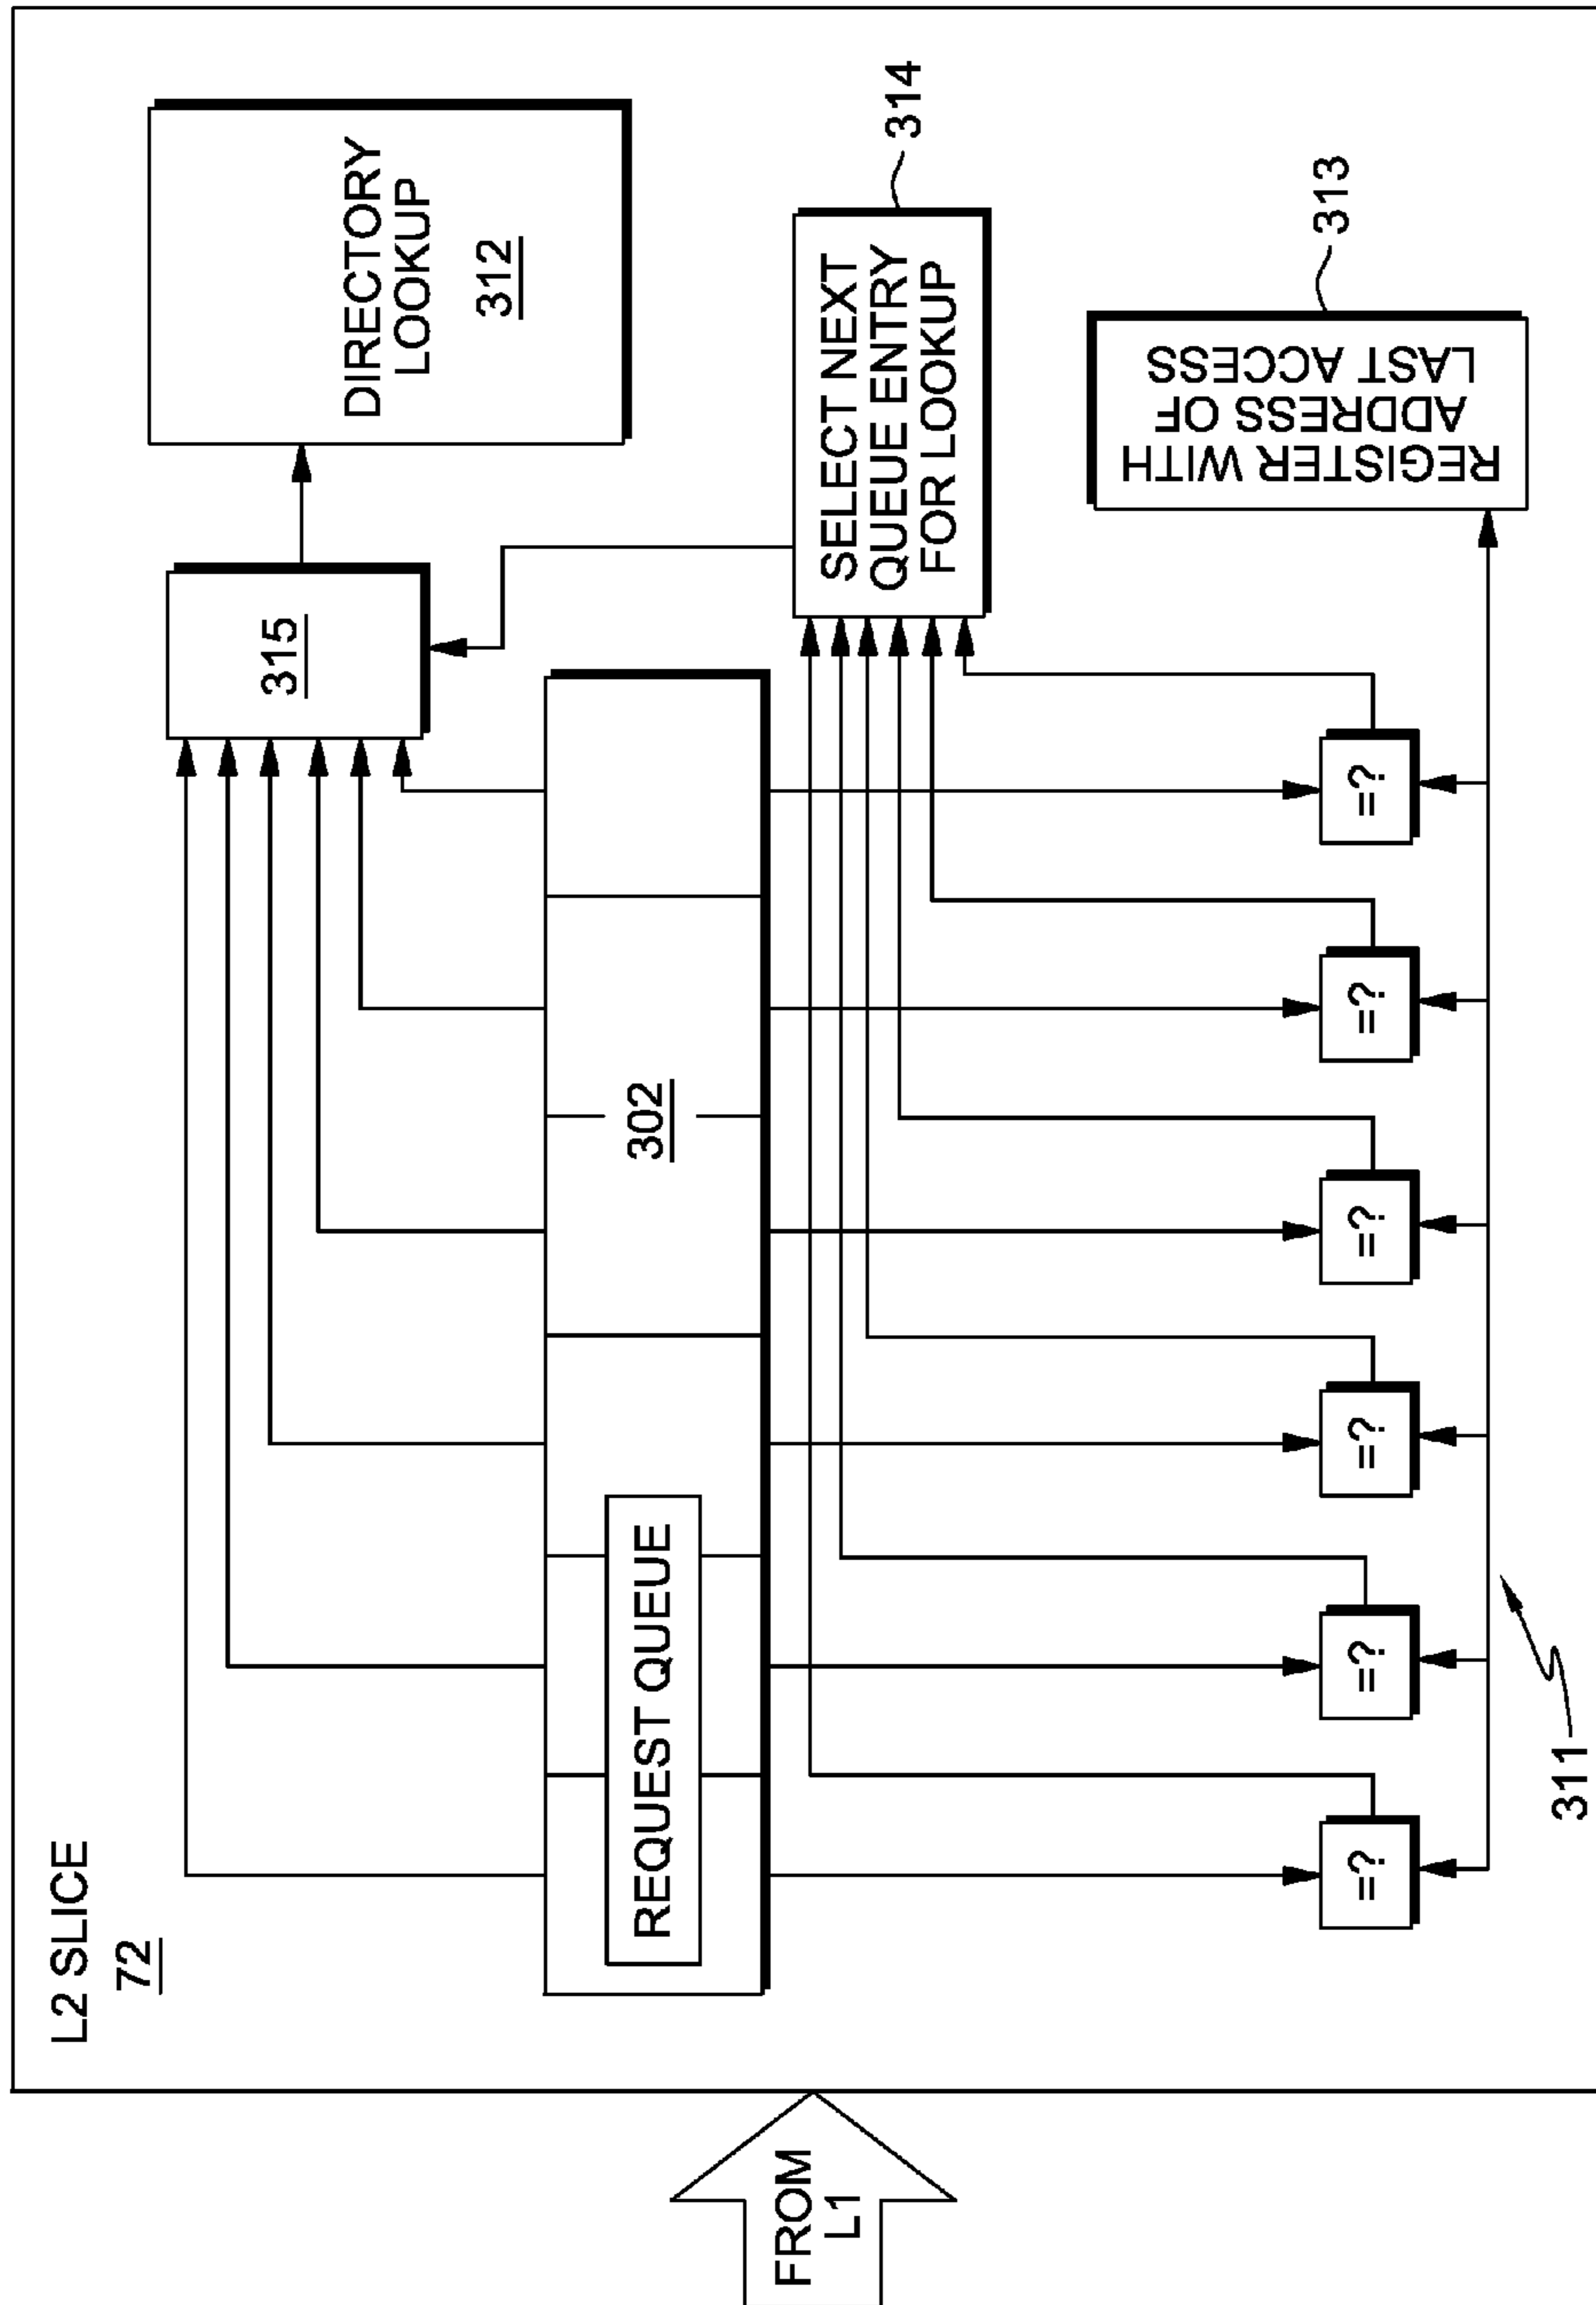 L2 SLICE
72
FROM
L1
REQUEST QUEUE
302
315
DIRECTORY
LOOKUP
312
SELECT NEXT
QUEUE ENTRY
FOR LOOKUP
314
=?
=?
=?
=?
=?
=?
REGISTER WITH
ADDRESS OF
LAST ACCESS
313
311